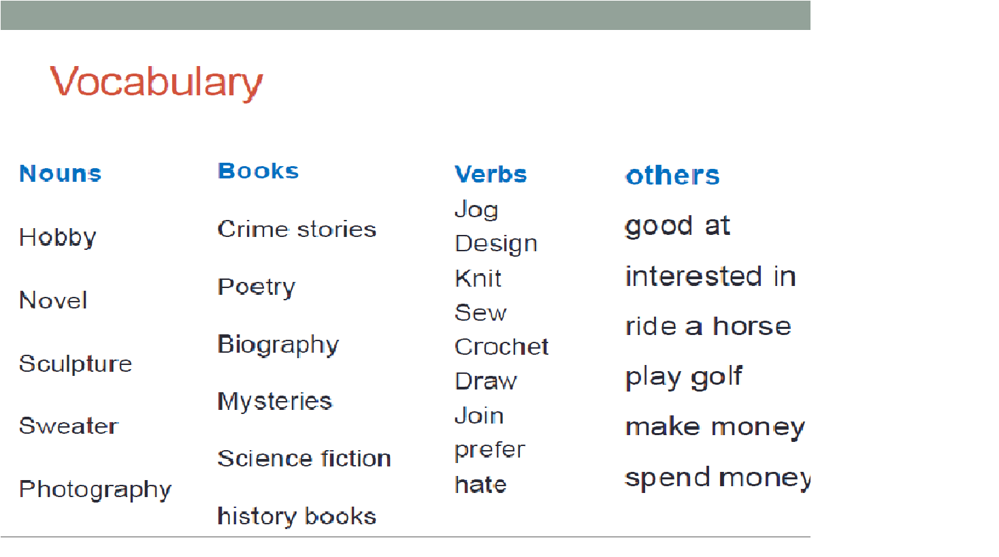 Vocabulary
Nouns
Hobby
Novel
Sculpture
Sweater
Photography
Books
Crime stories
Poetry
Biography
Mysteries
Science fiction
history books
Verbs
Jog
Design
Knit
Sew
Crochet
Draw
Join
prefer
hate
others
good at
interested in
ride a horse
play golf
make money
spend money